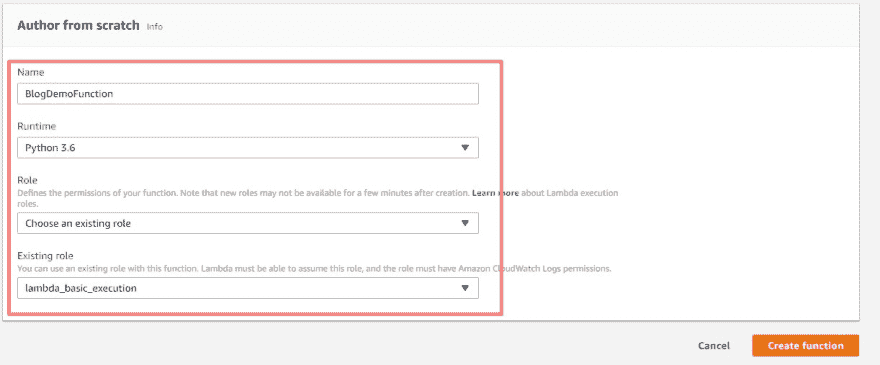 Author from scratch Info
Name
BlogDemoFunction
Runtime
Python 3.6
Role
Defines the permissions of your function. Note that new roles may not be available for a few minutes after creation. Learn more about Lambda execution
roles.
Choose an existing role
Existing role
You can use an existing role with this function. Lambda must be able to assume this role, and the role must have Amazon CloudWatch Logs permissions.
lambda_basic_execution
Cancel Create function